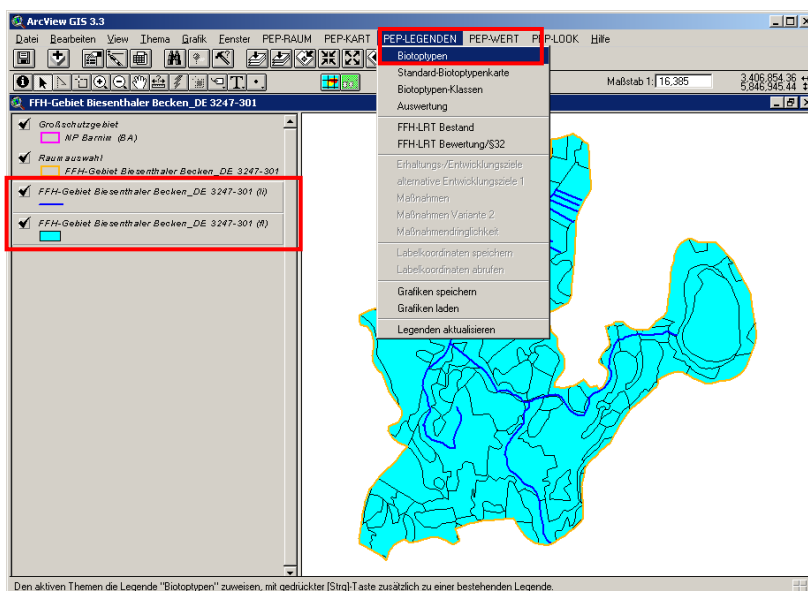 ArcView GIS 3.3
Datei Bearbeiten View Thema Grafik Fenster PEP-RAUM PEP-KART PEP-LEGENDEN PEP-WERT PEP-LOOK Hilfe
Maßstab 1: 16,385
3.406.854.36
5,846,945.44
FFH-Gebiet Biesenthaler Becken_DE 3247-301
Großschutzgebiet
NP Barnim (BA)
Raumauswahl
FFH-Gebiet Biesenthaler Becken_DE 3247-301
FFH-Gebiet Biesenthaler Becken_DE 3247-301 (li)
FFH-Gebiet Biesenthaler Becken_DE 3247-301 (fl)
Biotoptypen
Standard-Biotoptypenkarte
Biotoptypen-Klassen
Auswertung
FFH-LRT Bestand
FFH-LRT Bewertung/§32
Erhaltungs-/Entwicklungsziele
alternative Entwicklungsziele 1
Maßnahmen
Maßnahmen Variante 2
Maßnahmendringlichkeit
Labelkoordinaten speichern
Labelkoordinaten abrufen
Grafiken speichern
Grafiken laden
Legenden aktualisieren
Den aktiven Themen die Legende "Biotoptypen" zuweisen, mit gedrückter [Strg]-Taste zusätzlich zu einer bestehenden Legende.